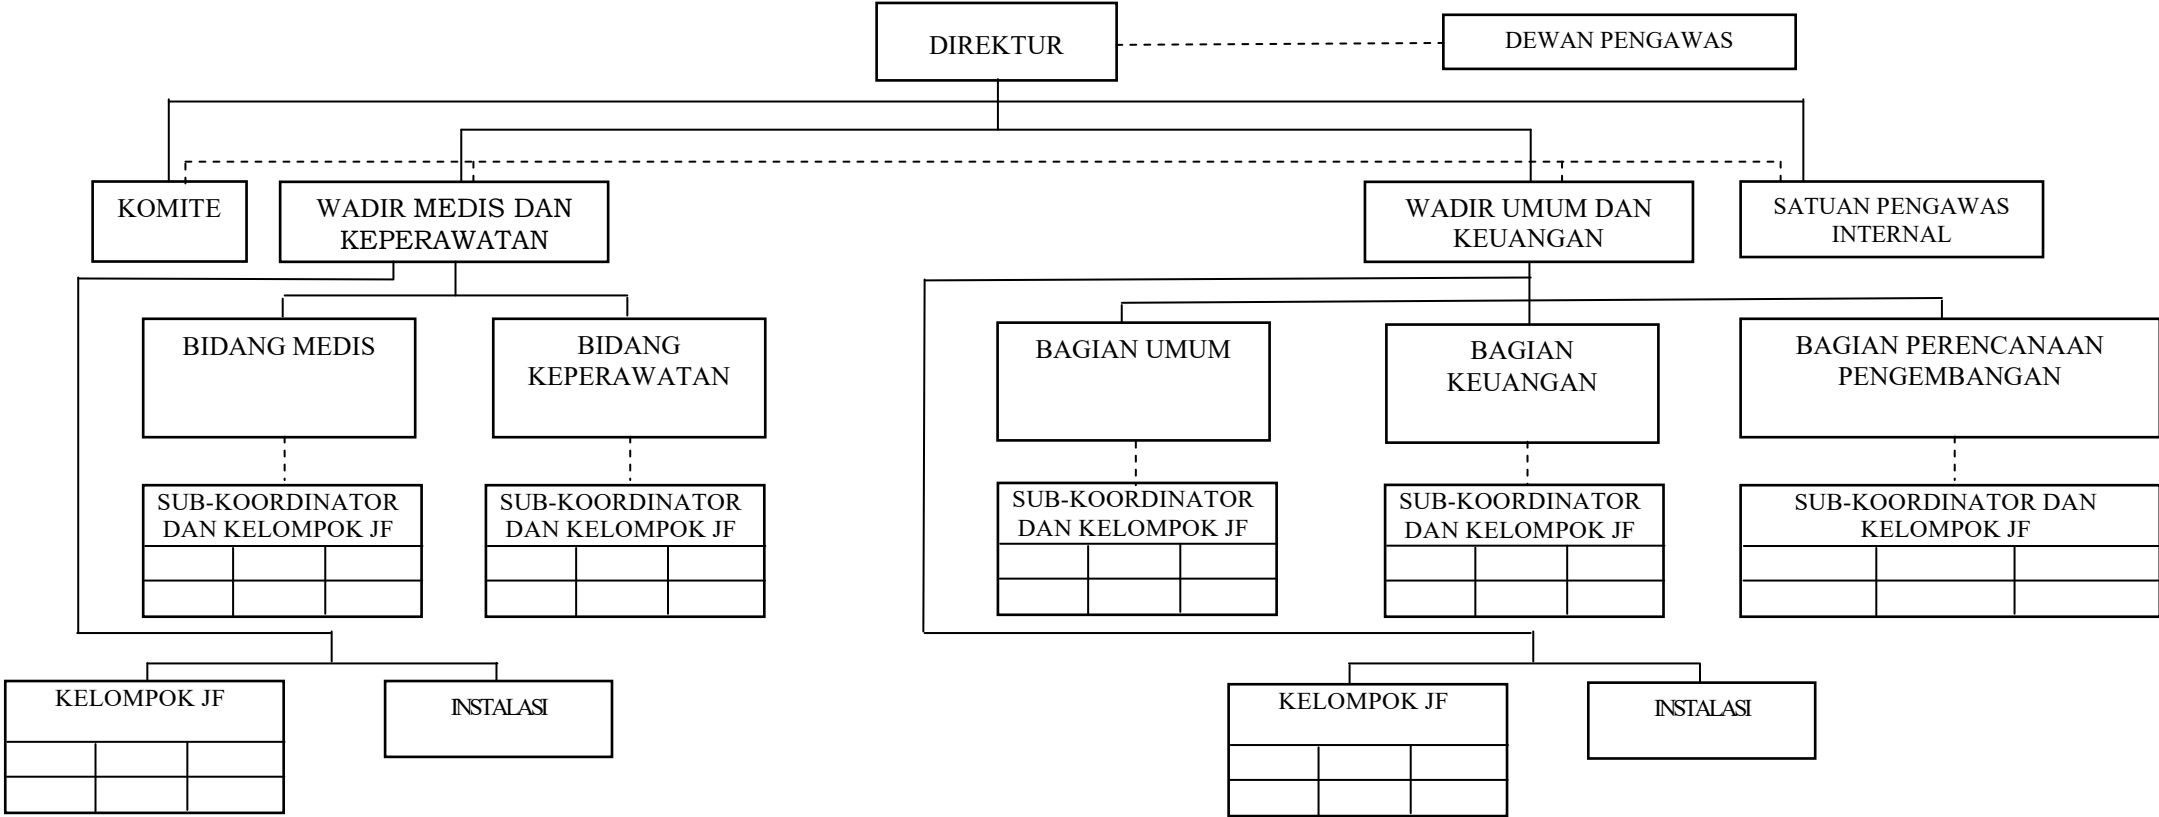 DIREKTUR
DEWAN PENGAWAS
KOMITE
WADIR MEDIS DAN
KEPERAWATAN
WADIR UMUM DAN
KEUANGAN
SATUAN PENGAWAS
INTERNAL
BIDANG MEDIS
BIDANG
KEPERAWATAN
BAGIAN UMUM
BAGIAN
KEUANGAN
BAGIAN PERENCANAAN
PENGEMBANGAN
SUB-KOORDINATOR
DAN KELOMPOK JF
SUB-KOORDINATOR
DAN KELOMPOK JF
SUB-KOORDINATOR
DAN KELOMPOK JF
SUB-KOORDINATOR
DAN KELOMPOK JF
SUB-KOORDINATOR DAN
KELOMPOK JF
KELOMPOK JF
INSTALASI
KELOMPOK JF
INSTALASI